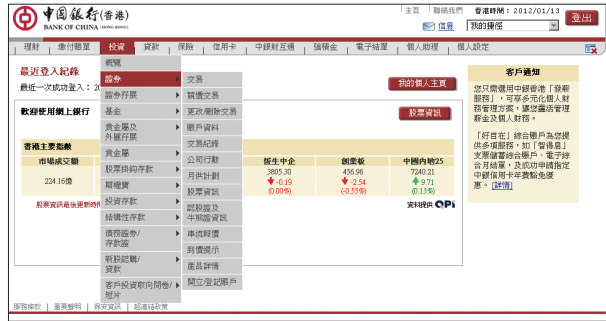 中國銀行(香港)
BANK OF CHINA (HONG KONG)
主頁 | 聯絡我們
香港時間：2012/01/13
登出
信息
我的捷徑
理財 | 繳付賬單 | 投資 | 貸款 | 保險 | 信用卡 | 中銀財互通 | 強積金 | 電子結單 | 個人助理 | 個人設定
最近登入紀錄
最近一次成功登入：2
我的個人主頁
歡迎使用網上銀行
股票資訊
香港主要指數
市場成交額
恆生中企
創業板
中國內地25
224.16億
3805.30
456.96
7240.21
-0.19
-2.54
9.71
(0.00%)
(-0.55%)
(0.13%)
股票資訊最後更新時
資料提供 QPI
概覽
證券
證券孖展
基金
貴金屬及
外匯孖展
貴金屬
股票掛鈎存款
期權寶
投資存款
結構性存款
債務證券/
存款證
新股認購/
貸款
客戶投資取向問卷/
短片
交易
競價交易
更改/刪除交易
賬戶資料
交易紀錄
公司行動
月供計劃
股票資訊
認股證及
牛熊證資訊
串流報價
到價提示
產品詳情
開立/登記賬戶
客戶通知
您只需選用中銀香港「發薪
服務」，可享多元化個人財
務管理方案，讓您靈活管理
薪金及個人財務。
「好自在」綜合賬戶為您提
供多項服務，如「智得息」
支票儲蓄綜合賬戶、電子綜
合月結單，及成功申請指定
中銀信用卡年費豁免優
惠。 [詳情]
服務條款 | 重要聲明 | 保安資訊 | 超連結政策